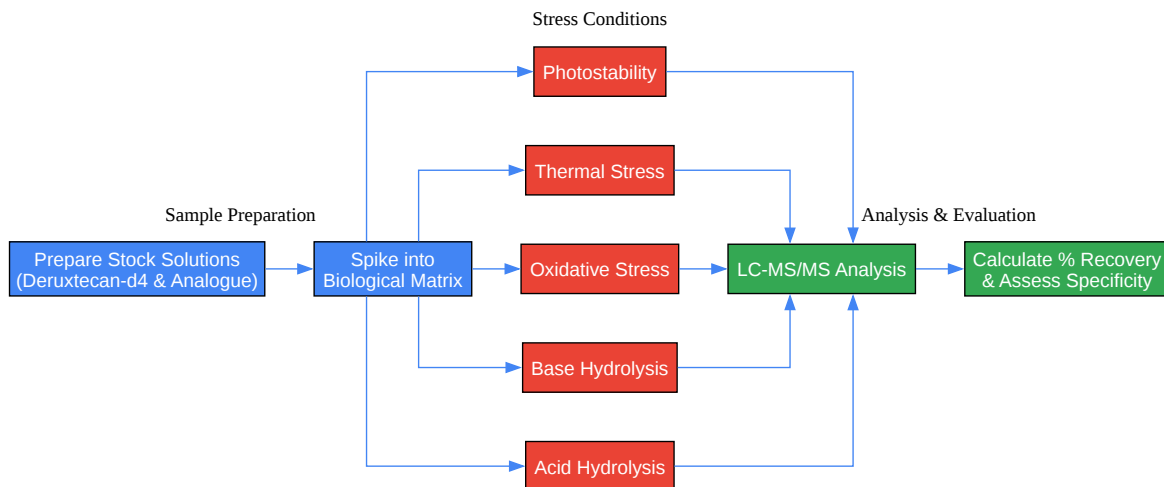 Stress Conditions
Photostability
Thermal Stress
Sample Preparation
Analysis & Evaluation
Prepare Stock Solutions
(Deruxtecan-d4 & Analogue)
Spike into
Biological Matrix
Oxidative Stress
LC-MS/MS Analysis
Calculate % Recovery
& Assess Specificity
Base Hydrolysis
Acid Hydrolysis